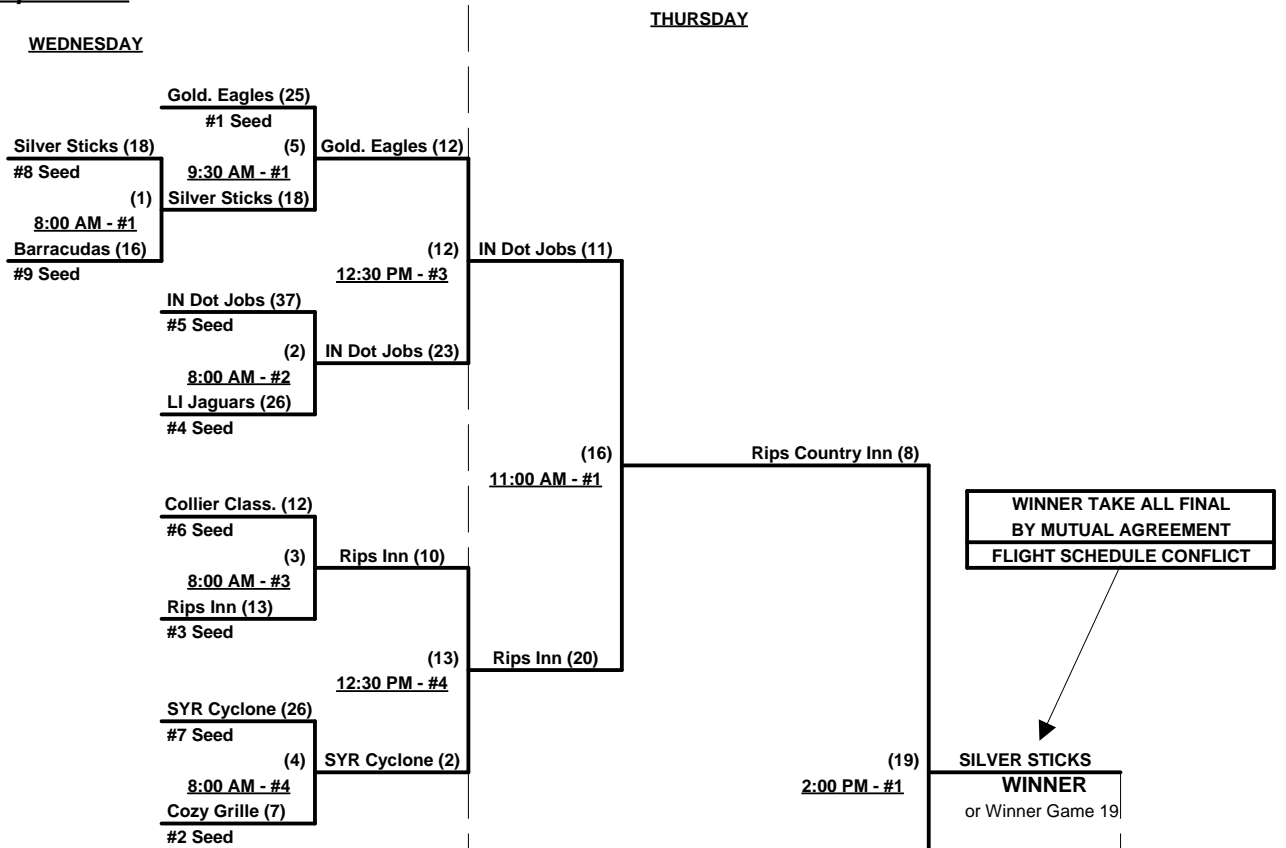 THURSDAY
WEDNESDAY
Gold. Eagles (25)
#1 Seed
Silver Sticks (18)
(5)
Gold. Eagles (12)
#8 Seed
9:30 AM - #1
(1)
Silver Sticks (18)
8:00 AM - #1
Barracudas (16)
(12)
IN Dot Jobs (11)
#9 Seed
12:30 PM - #3
IN Dot Jobs (37)
#5 Seed
(2)
IN Dot Jobs (23)
8:00 AM - #2
LI Jaguars (26)
#4 Seed
(16)
Rips Country Inn (8)
11:00 AM - #1
Collier Class. (12)
WINNER TAKE ALL FINAL
#6 Seed
BY MUTUAL AGREEMENT
(3)
Rips Inn (10)
FLIGHT SCHEDULE CONFLICT
8:00 AM - #3
Rips Inn (13)
#3 Seed
(13)
Rips Inn (20)
12:30 PM - #4
SYR Cyclone (26)
#7 Seed
(4)
SYR Cyclone (2)
(19)
SILVER STICKS
8:00 AM - #4
2:00 PM - #1
WINNER
Cozy Grille (7)
or Winner Game 19
#2 Seed